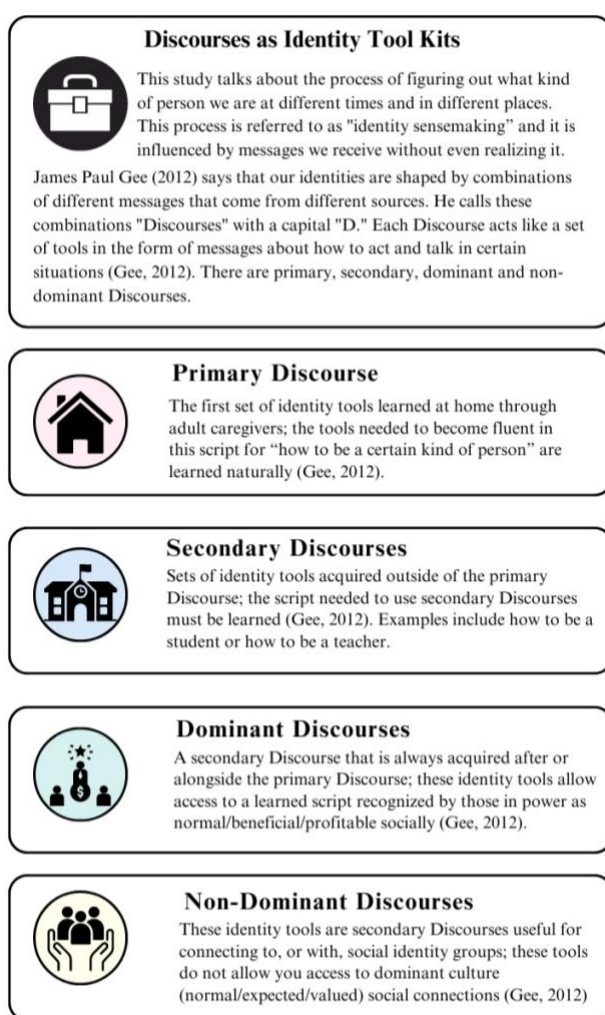 Discourses as Identity Tool Kits
This study talks about the process of figuring out what kind
of person we are at different times and in different places.
This process is referred to as "identity sensemaking” and it is
influenced by messages we receive without even realizing it.
James Paul Gee (2012) says that our identities are shaped by combinations
of different messages that come from different sources. He calls these
combinations "Discourses" with a capital "D." Each Discourse acts like a set
of tools in the form of messages about how to act and talk in certain
situations (Gee, 2012). There are primary, secondary, dominant and non-
dominant Discourses.
Primary Discourse
The first set of identity tools learned at home through
adult caregivers; the tools needed to become fluent in
this script for “how to be a certain kind of person” are
learned naturally (Gee, 2012).
Secondary Discourses
Sets of identity tools acquired outside of the primary
Discourse; the script needed to use secondary Discourses
must be learned (Gee, 2012). Examples include how to be a
student or how to be a teacher.
Dominant Discourses
A secondary Discourse that is always acquired after or
alongside the primary Discourse; these identity tools allow
access to a learned script recognized by those in power as
normal/beneficial/profitable socially (Gee, 2012).
$
Non-Dominant Discourses
These identity tools are secondary Discourses useful for
connecting to, or with, social identity groups; these tools
do not allow you access to dominant culture
(normal/expected/valued) social connections (Gee, 2012)